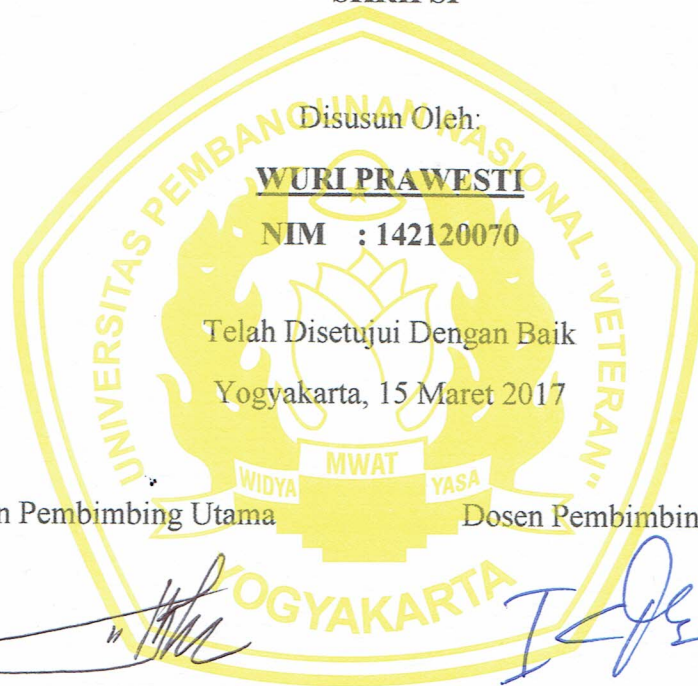 Disusun Oleh:
WURI PRAWESTI
NIM : 142120070
Telah Disetujui Dengan Baik
Yogyakarta, 15 Maret 2017
n Pembimbing Utama Dosen Pembimbin
UNIVERSITAS PEMBANGUNAN NASIONAL "VETERAN"
WIDYA MWAT YASA
YOGYAKARTA